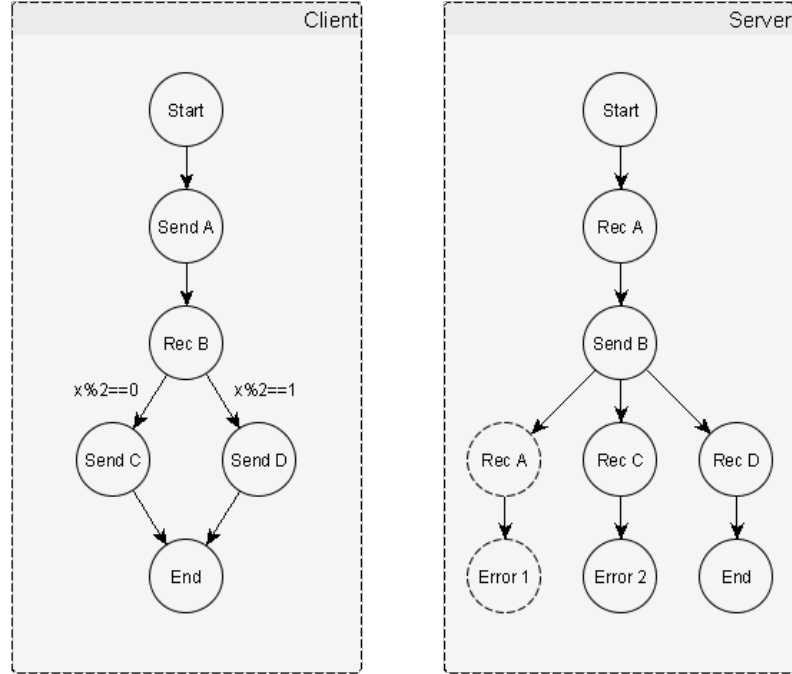 Client
Start
Send A
Rec B
x%2==0
x%2==1
Send C
Send D
End
Server
Start
Rec A
Send B
Rec A
Rec C
Rec D
Error 1
Error 2
End